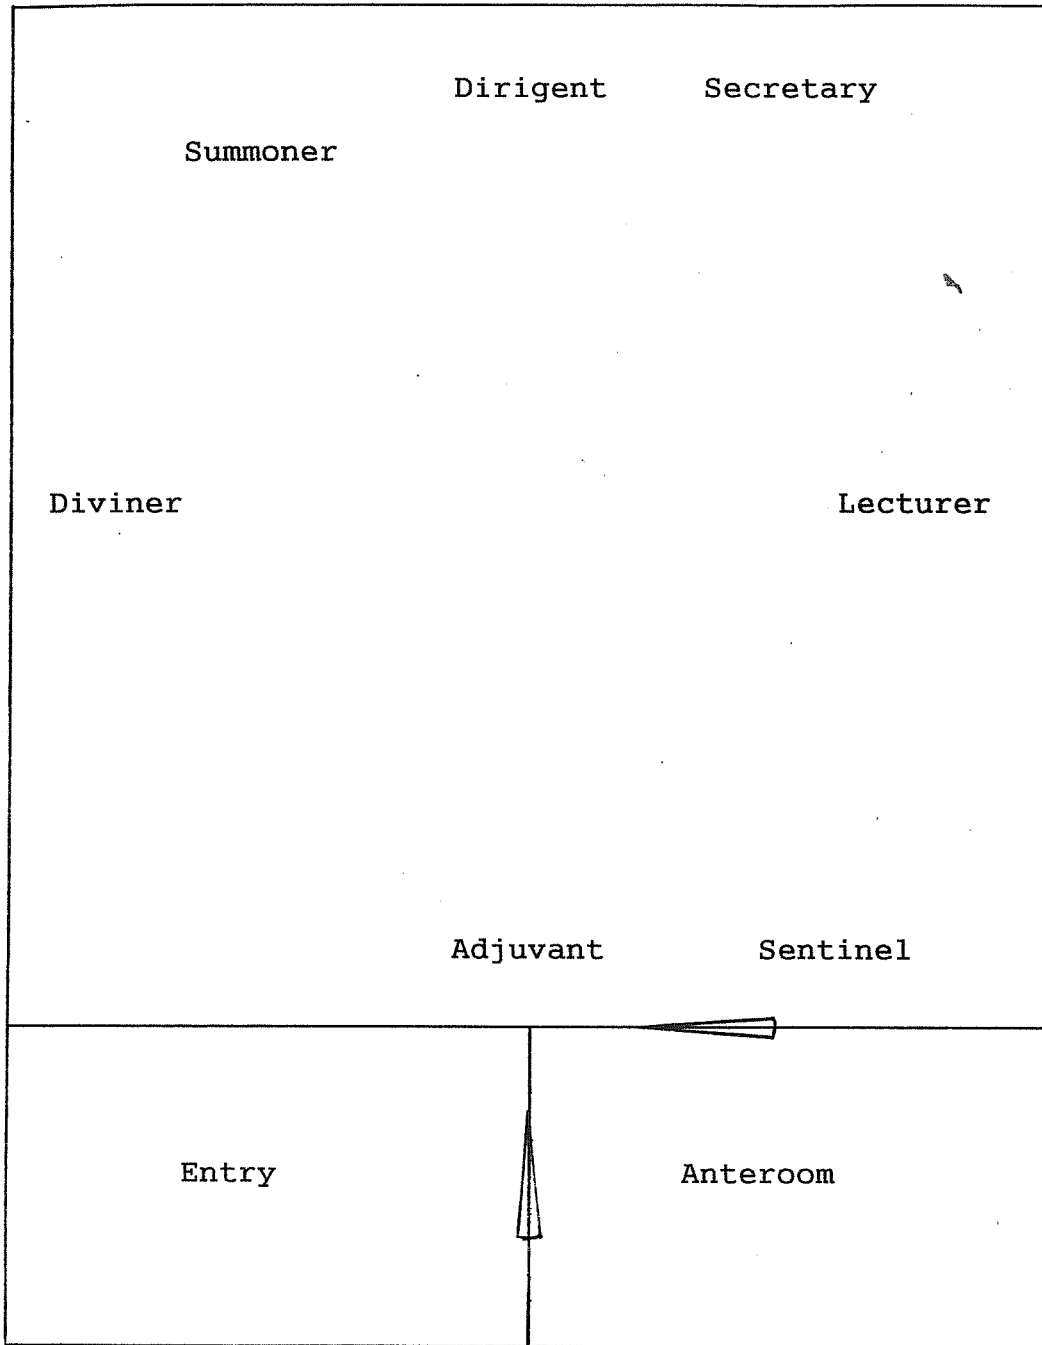 Dirigent Secretary
Summoner
Diviner Lecturer
Adjuvant Sentinel
Entry Anteroom